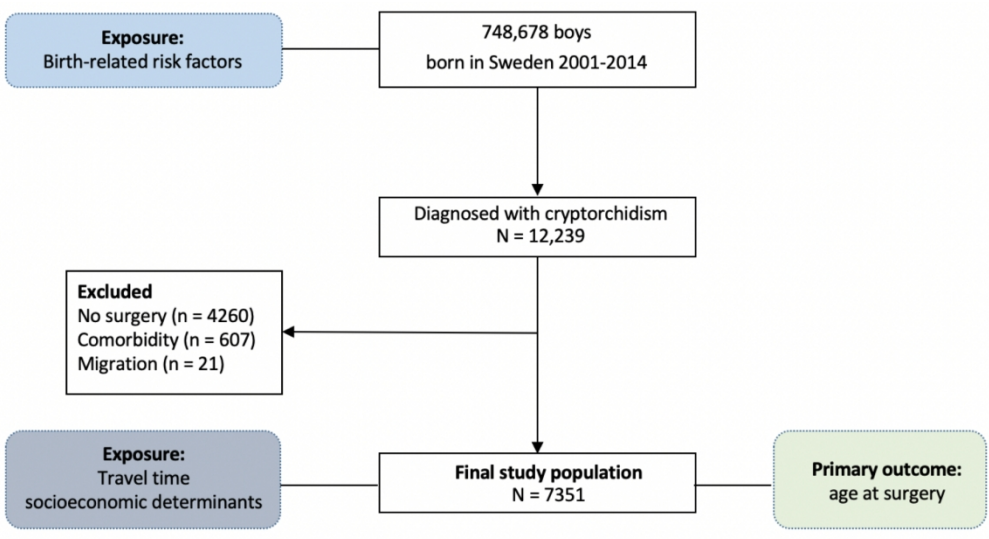 Exposure:
Birth-related risk factors
748,678 boys
born in Sweden 2001-2014
Diagnosed with cryptorchidism
N = 12,239
Excluded
No surgery (n = 4260)
Comorbidity (n = 607)
Migration (n = 21)
Exposure:
Travel time
socioeconomic determinants
Final study population
N = 7351
Primary outcome:
age at surgery